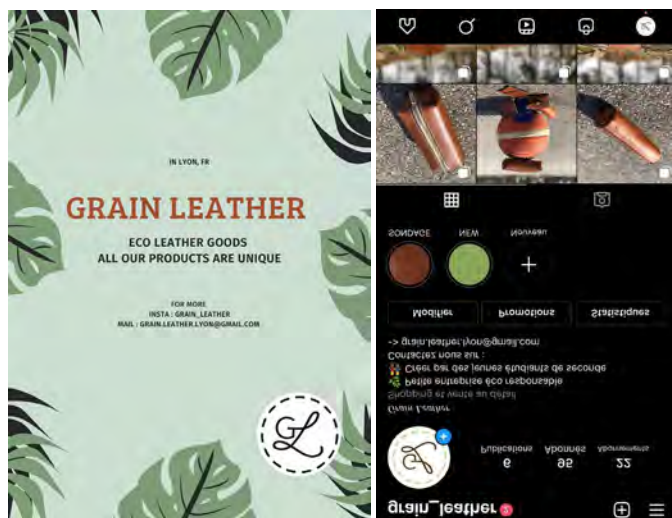 IN LYON, FR
GRAIN LEATHER
ECO LEATHER GOODS
ALL OUR PRODUCTS ARE UNIQUE
FOR MORE
INSTA : GRAIN_LEATHER
MAIL : GRAIN.LEATHER.LYON@GMAIL.COM
GL
grain_leather 2
6 95 22
Publications Abonnés Abonnements
Grain Leather
Shopping et vente au détail
Petite entreprise éco responsable
Créer par des jeunes étudiants de seconde
Contactez nous sur :
-> grain.leather.lyon@gmail.com
Modifier Promotions Statistiques
SONDAGE NEW Nouveau